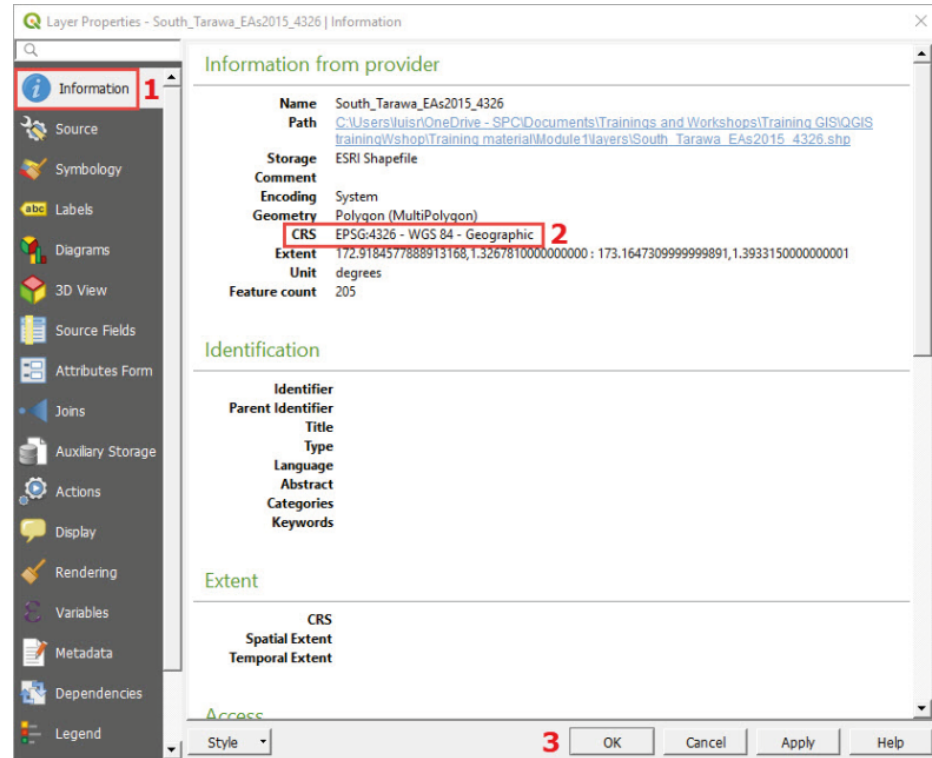 Layer Properties - South_Tarawa_EAs2015_4326 | Information
Information 1
Source
Symbology
abc Labels
Diagrams
3D View
Source Fields
Attributes Form
Joins
Auxiliary Storage
Actions
Display
Rendering
Variables
Metadata
Dependencies
Legend
Information from provider
Name South_Tarawa_EAs2015_4326
Path C:\Users\luisr\OneDrive - SPC\Documents\Trainings and Workshops\Training GIS\QGIS
trainingWshop\Training material\Module1\layers\South_Tarawa_EAs2015_4326.shp
Storage ESRI Shapefile
Comment
Encoding System
Geometry Polygon (MultiPolygon)
CRS EPSG:4326 - WGS 84 - Geographic 2
Extent 172.9184577888913168,1.3267810000000000 : 173.1647309999999891,1.3933150000000001
Unit degrees
Feature count 205
Identification
Identifier
Parent Identifier
Title
Type
Language
Abstract
Categories
Keywords
Extent
CRS
Spatial Extent
Temporal Extent
Access
Style 3 OK Cancel Apply Help